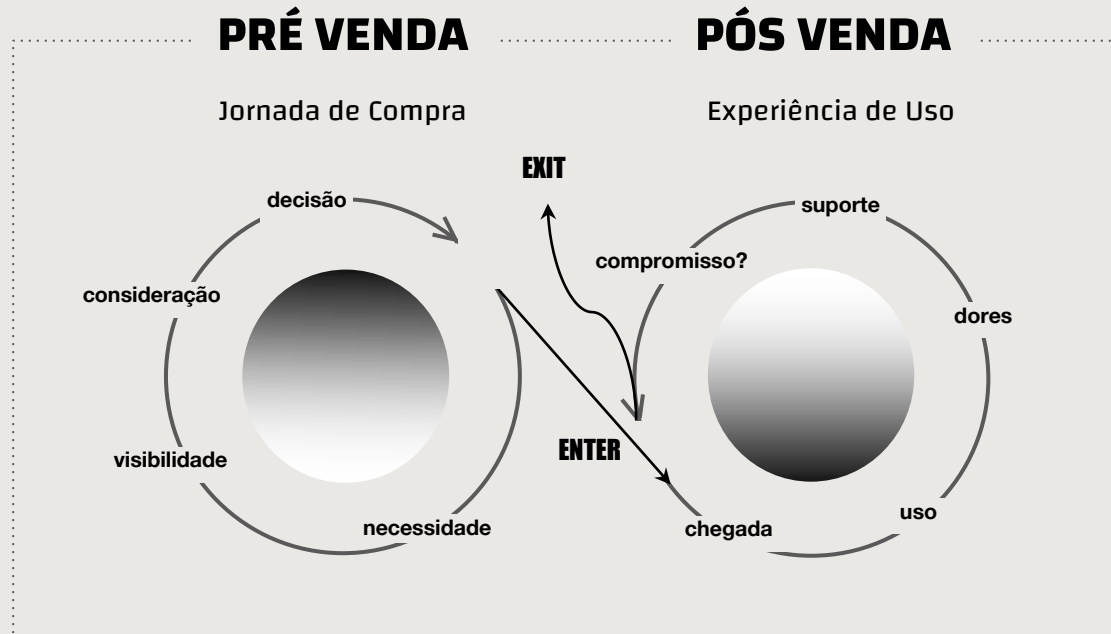 PRÉ VENDA
PÓS VENDA
Jornada de Compra
Experiência de Uso
EXIT
decisão
suporte
compromisso?
consideração
dores
ENTER
visibilidade
uso
necessidade
chegada